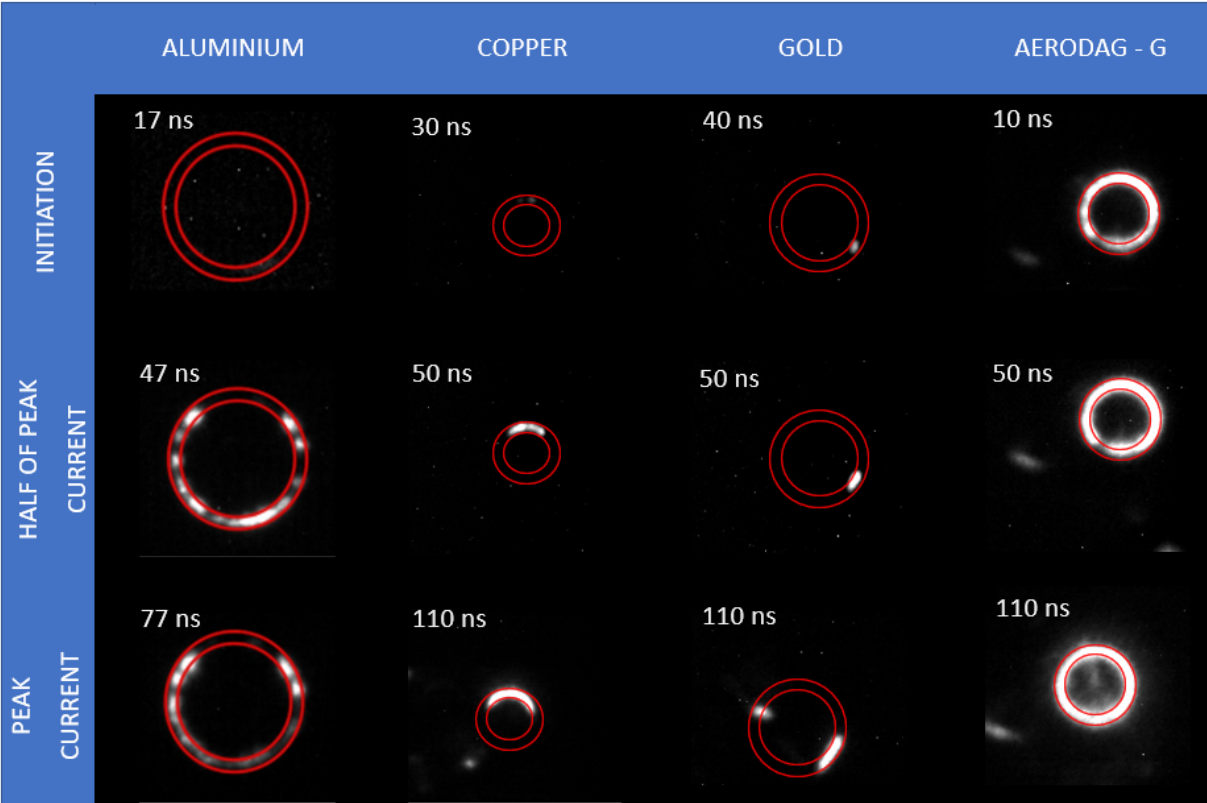 ALUMINIUM COPPER GOLD AERODAG - G
INITIATION
17 ns 30 ns 40 ns 10 ns
HALF OF PEAK
CURRENT
47 ns 50 ns 50 ns 50 ns
PEAK
CURRENT
77 ns 110 ns 110 ns 110 ns